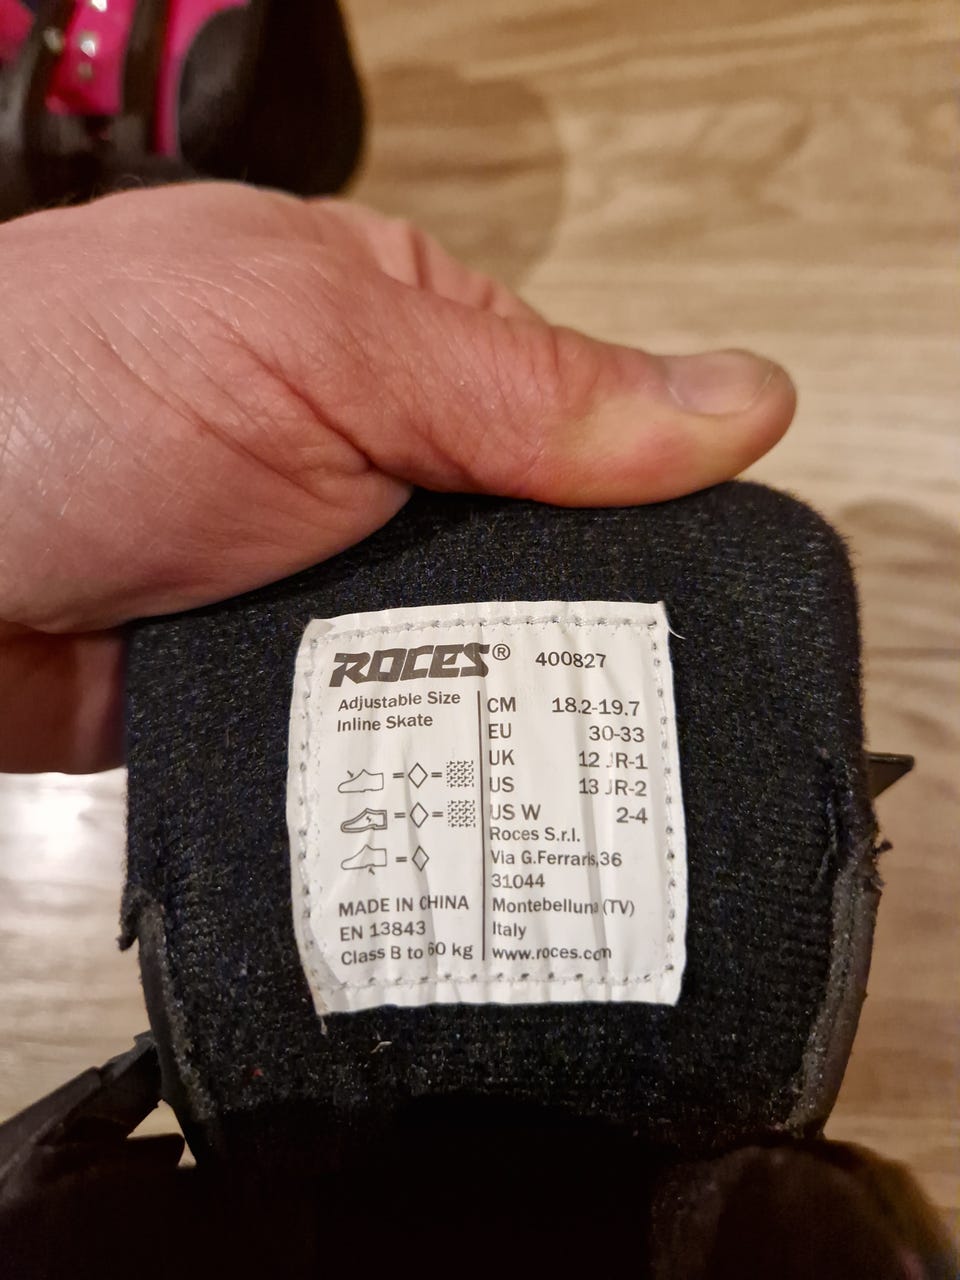 ROCES® 400827
Adjustable Size
Inline Skate
CM 18.2-19.7
EU 30-33
UK 12 JR-1
US 13 JR-2
US W 2-4
Roces S.r.l.
Via G.Ferraris,36
31044
Montebelluna (TV)
Italy
www.roces.com
MADE IN CHINA
EN 13843
Class B to 60 kg